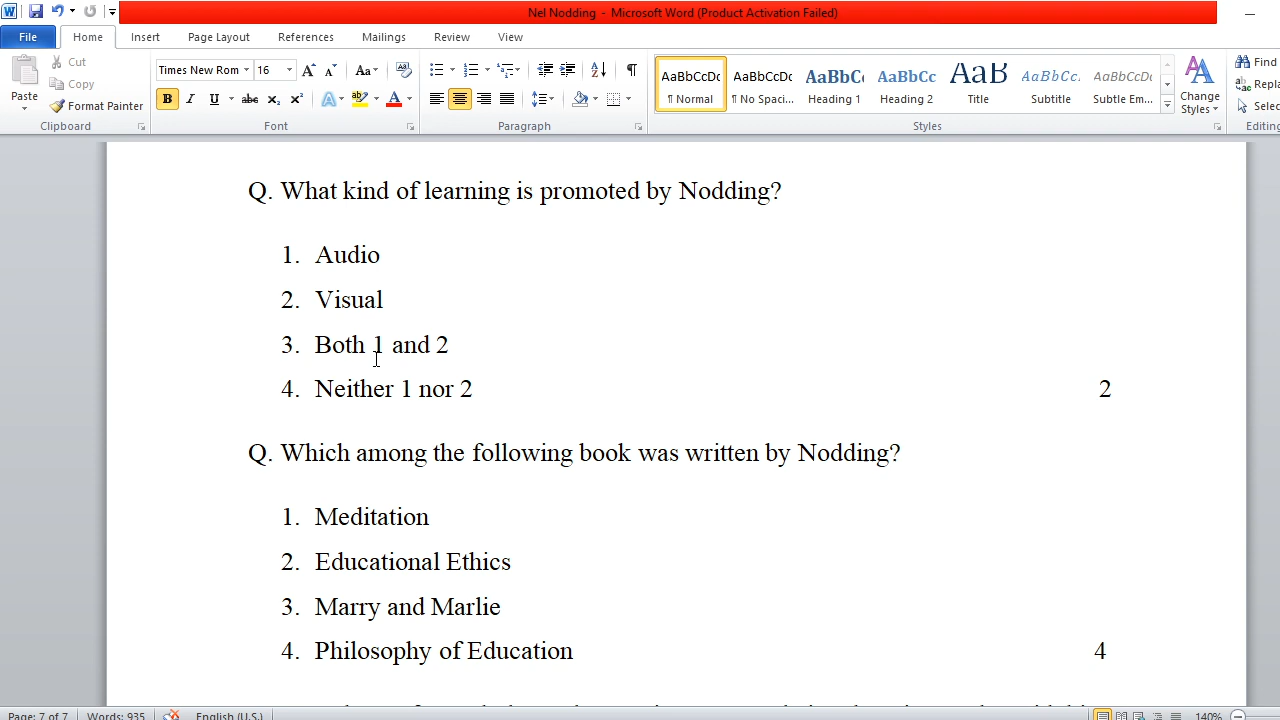 Nel Nodding - Microsoft Word (Product Activation Failed)
File Home Insert Page Layout References Mailings Review View
Paste Cut Copy Format Painter
Times New Rom 16
AaBbCcDc ¶ Normal
AaBbCcDc ¶ No Spaci...
AaBbCc Heading 1
AaBbCc Heading 2
AaB Title
AaBbCc. Subtitle
AaBbCcDc Subtle Em...
Change Styles
Find
Repla
Selec
Clipboard Font Paragraph Styles Editing
Q. What kind of learning is promoted by Nodding?
1. Audio
2. Visual
3. Both 1 and 2
4. Neither 1 nor 2 2
Q. Which among the following book was written by Nodding?
1. Meditation
2. Educational Ethics
3. Marry and Marlie
4. Philosophy of Education 4
Page: 7 of 7 Words: 935 English (U.S.) 140%